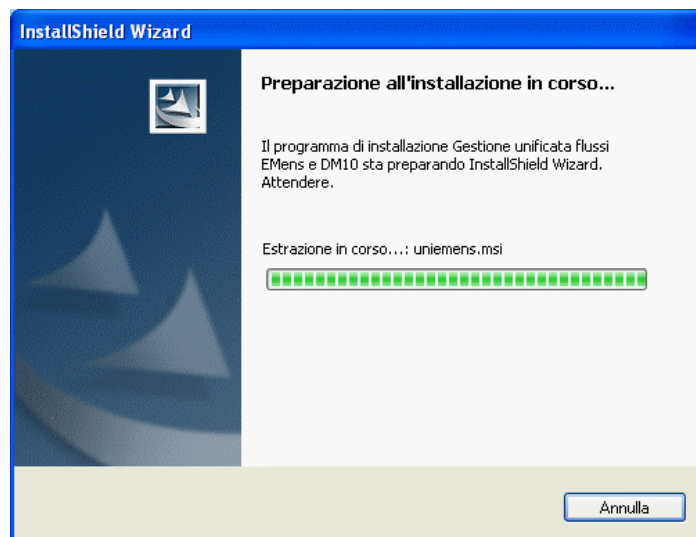 InstallShield Wizard
Preparazione all'installazione in corso...
Il programma di installazione Gestione unificata flussi
EMens e DM10 sta preparando InstallShield Wizard.
Attendere.
Estrazione in corso...: uniemens.msi
Annulla